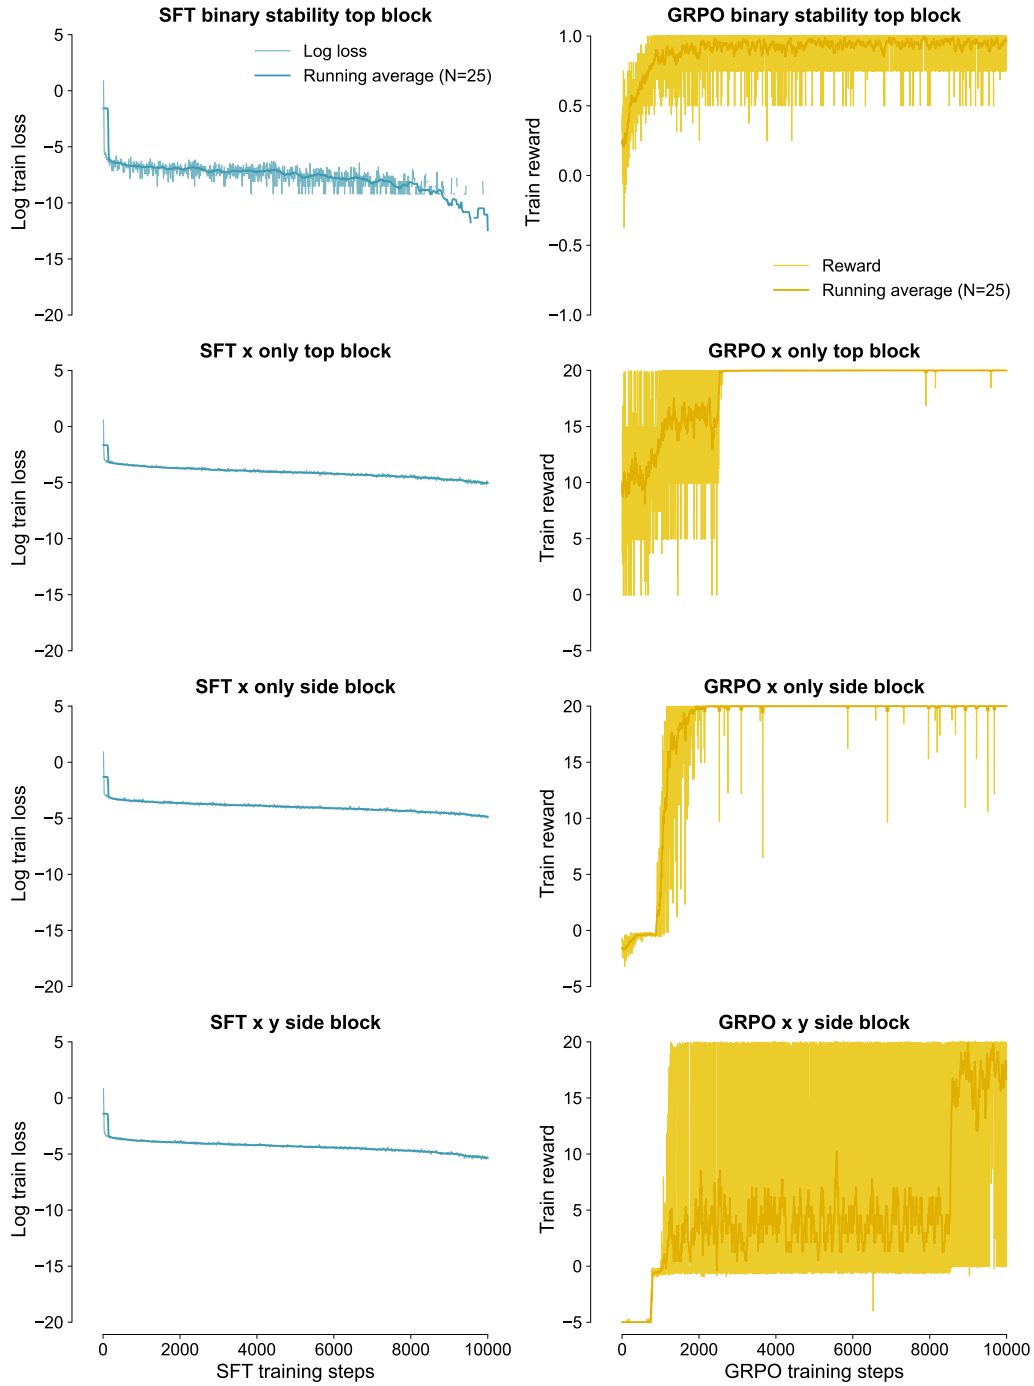 SFT binary stability top block
5
0
−5
−10
−15
−20
Log train loss
Log loss
Running average (N=25)
GRPO binary stability top block
1.0
0.5
0.0
−0.5
−1.0
Train reward
Reward
Running average (N=25)
SFT x only top block
5
0
−5
−10
−15
−20
Log train loss
GRPO x only top block
20
15
10
5
0
−5
Train reward
SFT x only side block
5
0
−5
−10
−15
−20
Log train loss
GRPO x only side block
20
15
10
5
0
−5
Train reward
SFT x y side block
5
0
−5
−10
−15
−20
Log train loss
0 2000 4000 6000 8000 10000
SFT training steps
GRPO x y side block
20
15
10
5
0
−5
Train reward
0 2000 4000 6000 8000 10000
GRPO training steps